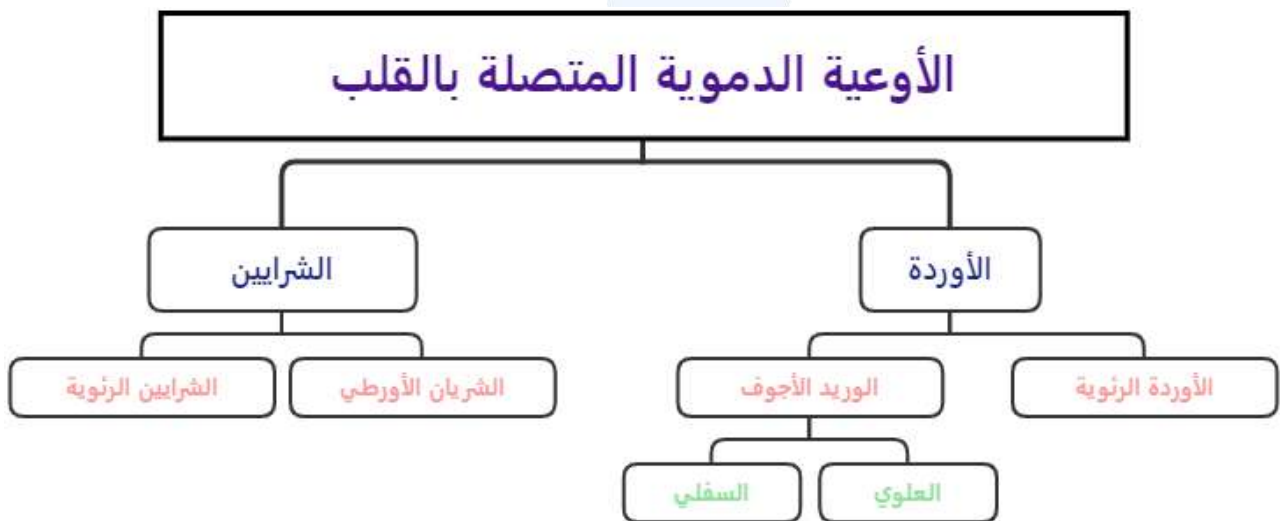 الأوعية الدموية المتصلة بالقلب
الأوردة
الشرايين
الأوردة الرئوية
الوريد الأجوف
الشريان الأورطي
الشرايين الرئوية
العلوي
السفلي